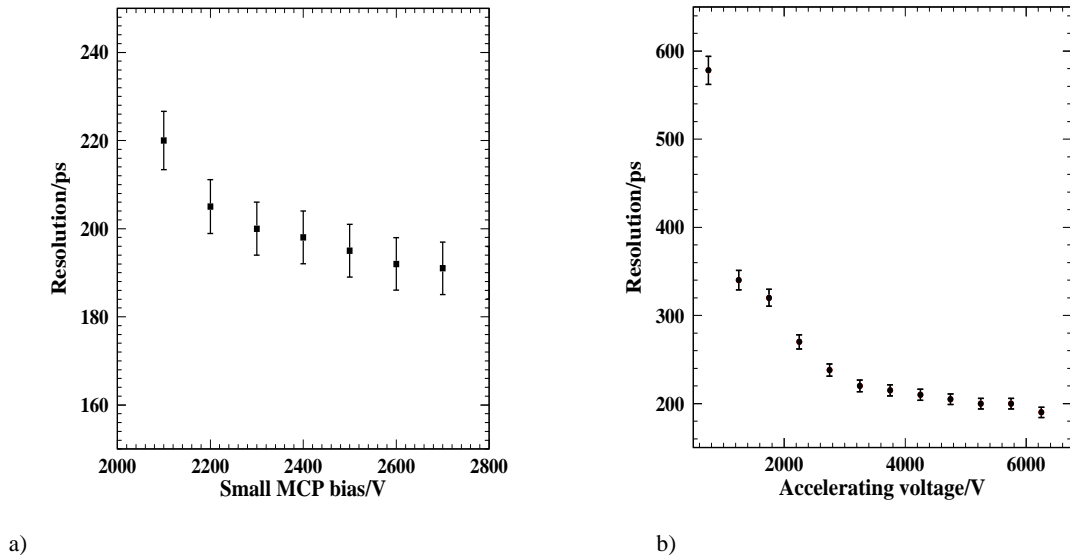 240
220
200
180
160
2000 2200 2400 2600 2800
Resolution/ps
Small MCP bias/V
a)
600
500
400
300
200
2000 4000 6000
Resolution/ps
Accelerating voltage/V
b)